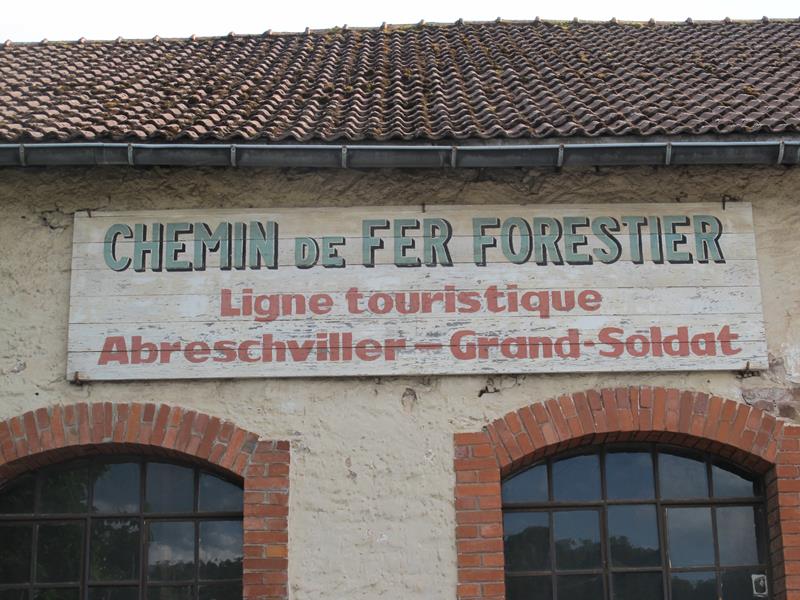 CHEMIN DE FER FORESTIER
Ligne touristique
Abreschviller - Grand-Soldat